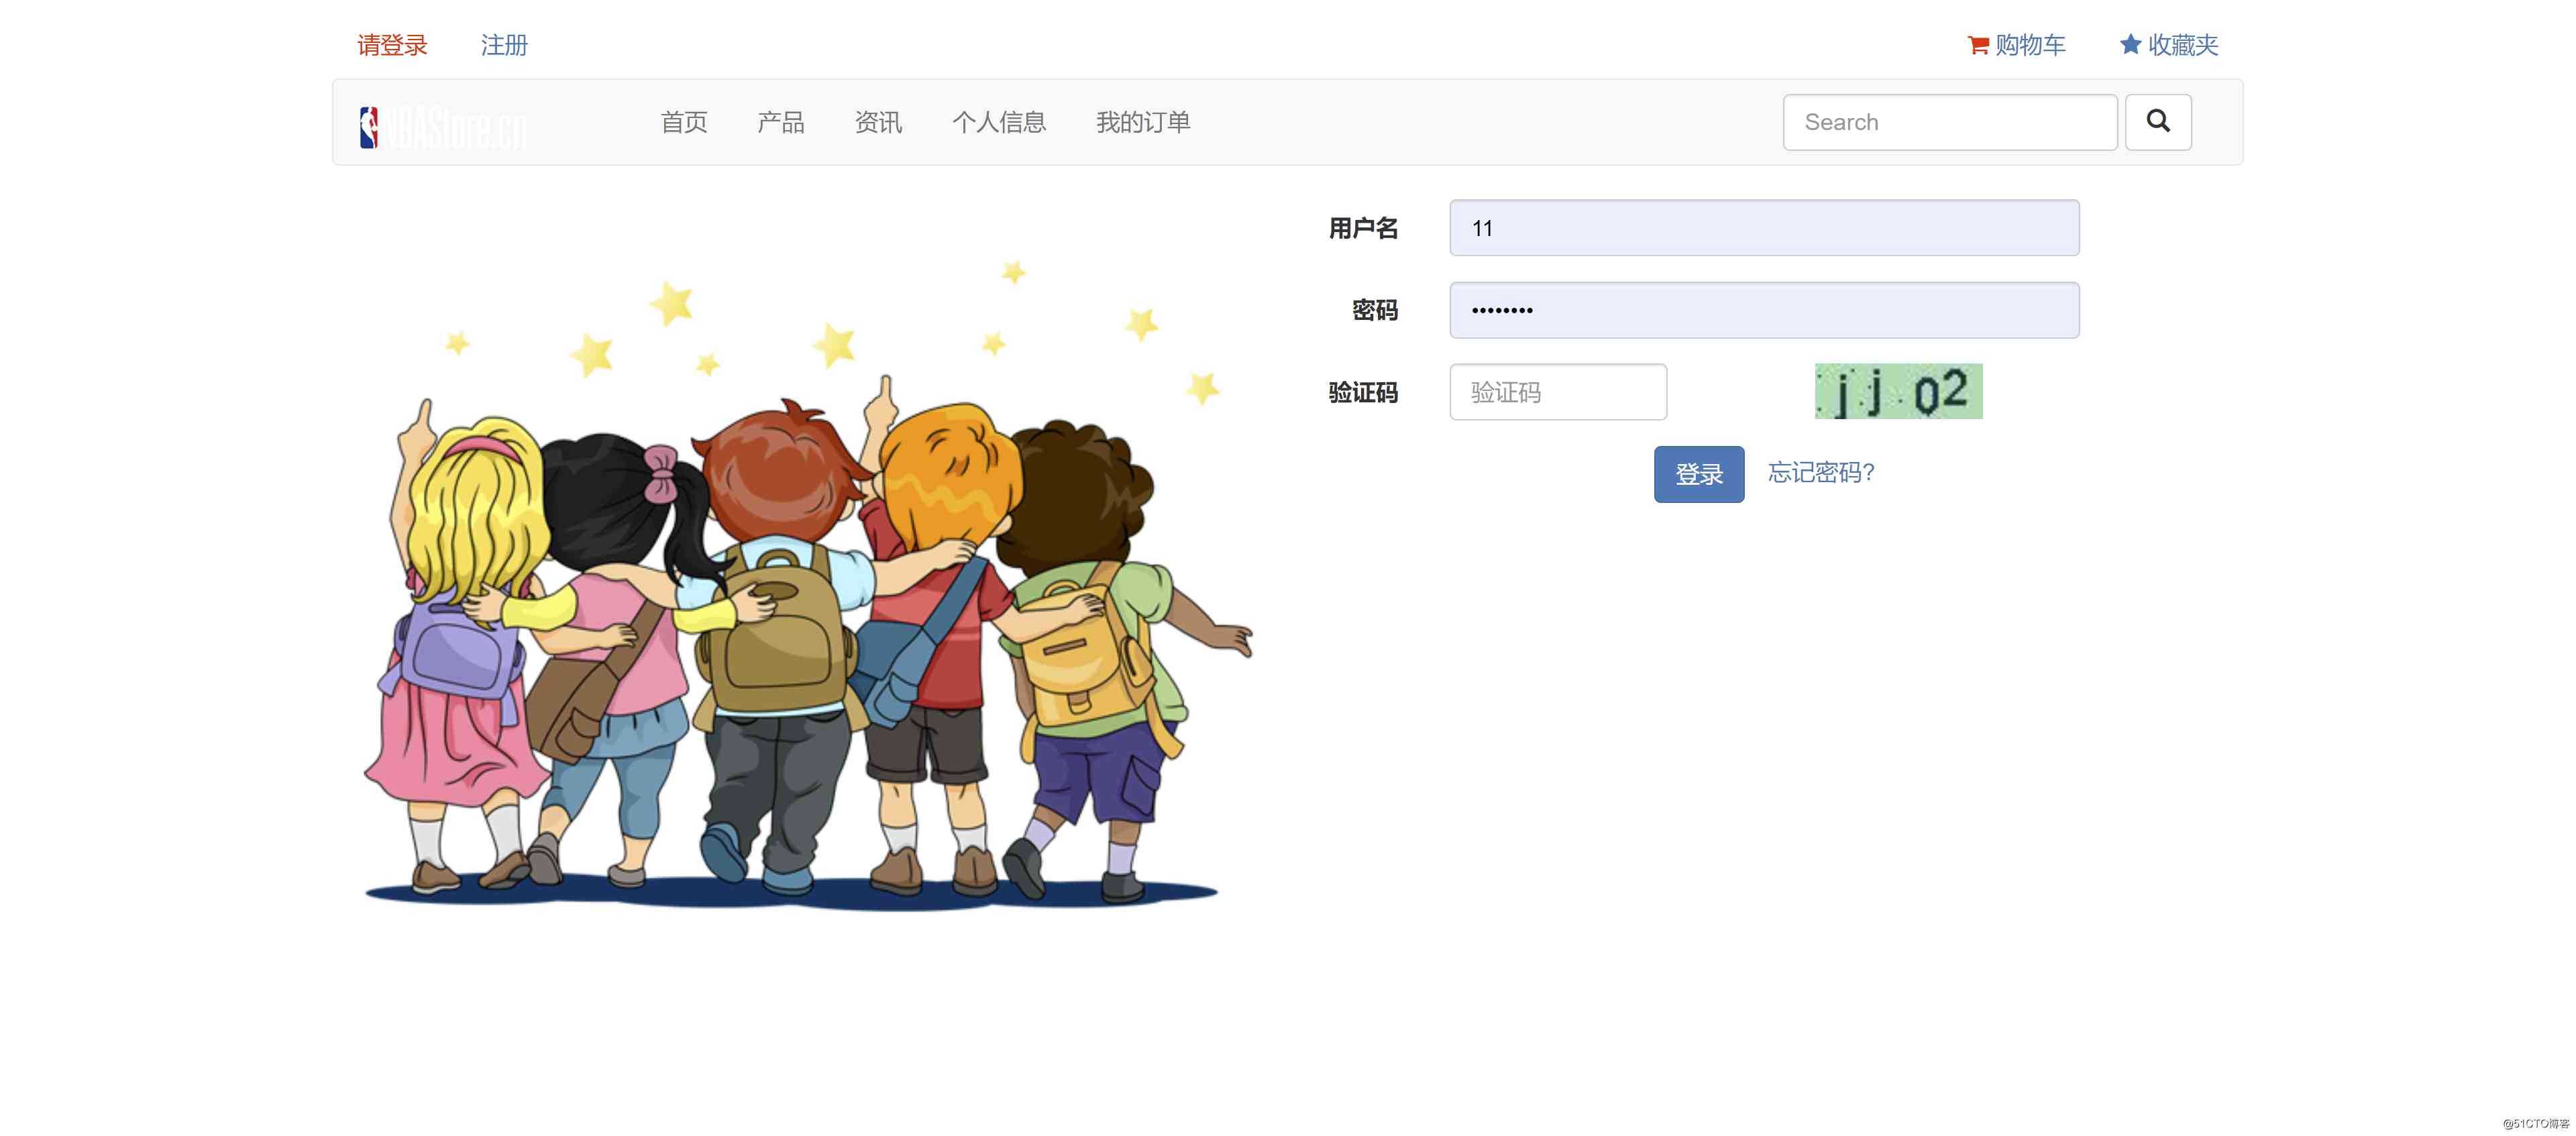 请登录 注册 购物车 收藏夹
NBAStore.cn 首页 产品 资讯 个人信息 我的订单 Search
用户名 11
密码 ••••••••
验证码 验证码 jj02
登录 忘记密码?
@51CTO博客